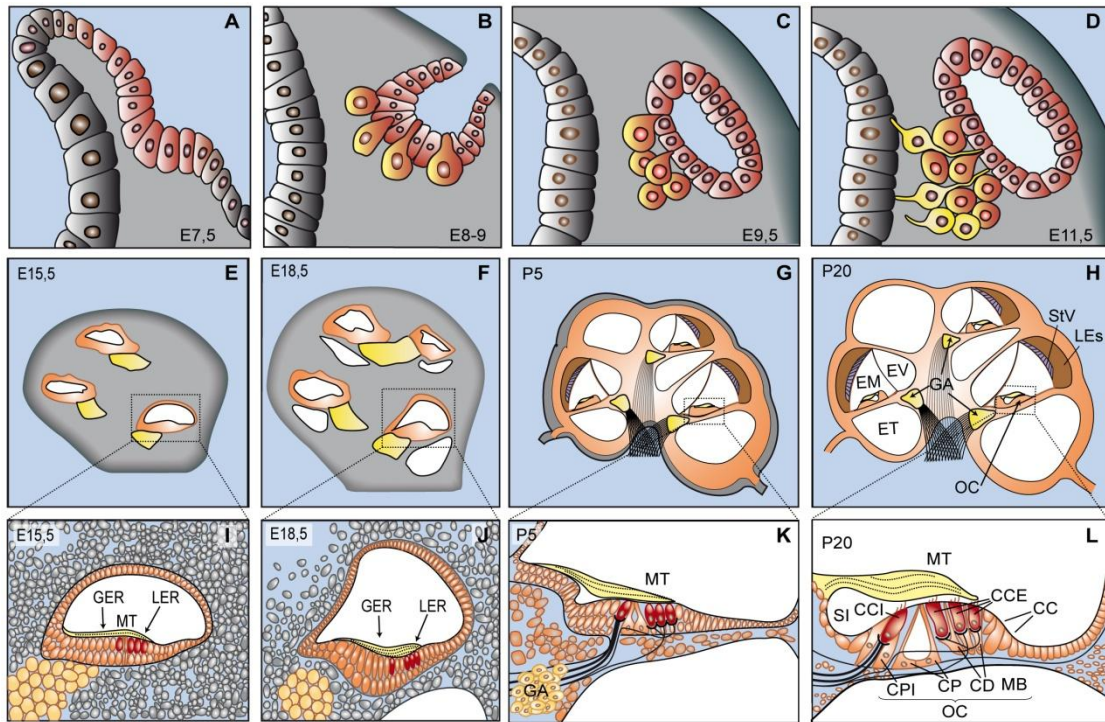 A
E7,5
B
E8-9
C
E9,5
D
E11,5
E15,5
E
E18,5
F
P5
G
P20
H
StV
LEs
EM
EV
GA
ET
OC
E15,5
I
GER
MT
LER
E18,5
J
GER
LER
P5
K
MT
GA
P20
L
MT
SI
CCI
CCE
CC
CPI
CP
CD
MB
OC